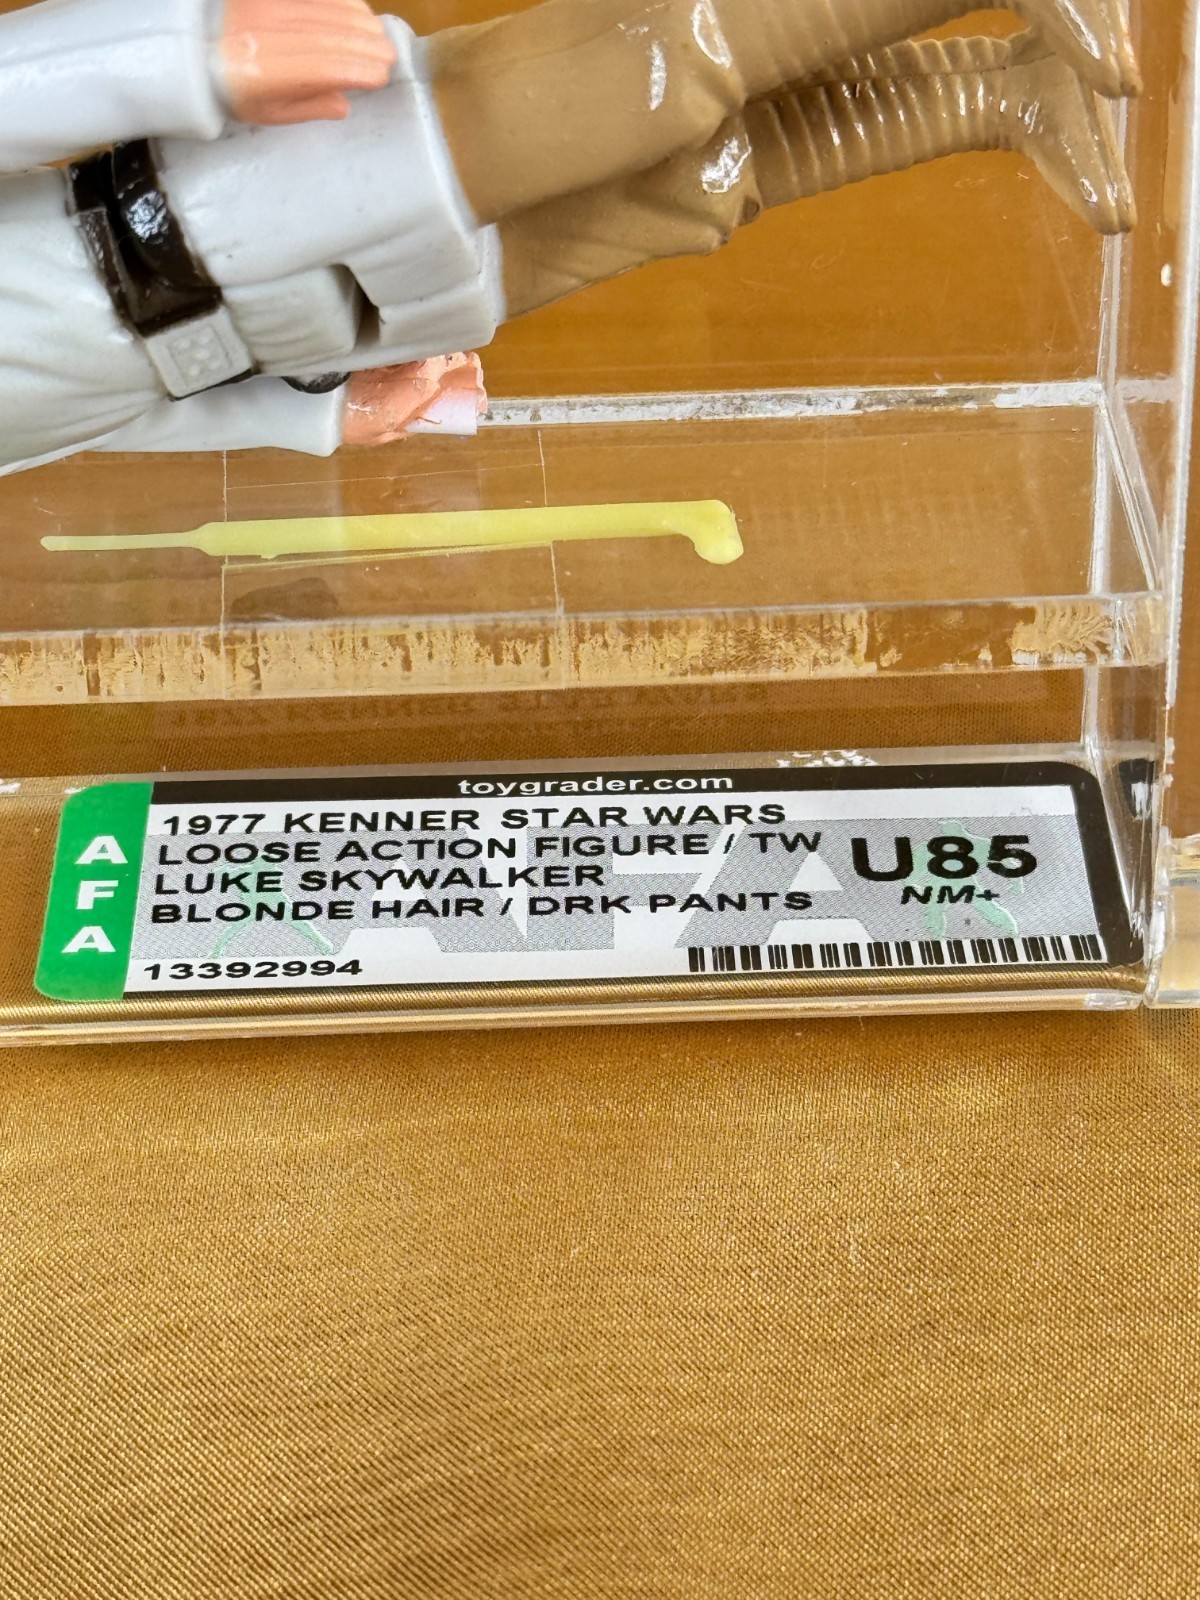 toygrader.com
AFA
1977 KENNER STAR WARS
LOOSE ACTION FIGURE / TW
LUKE SKYWALKER
BLONDE HAIR / DRK PANTS
U85
NM+
13392994